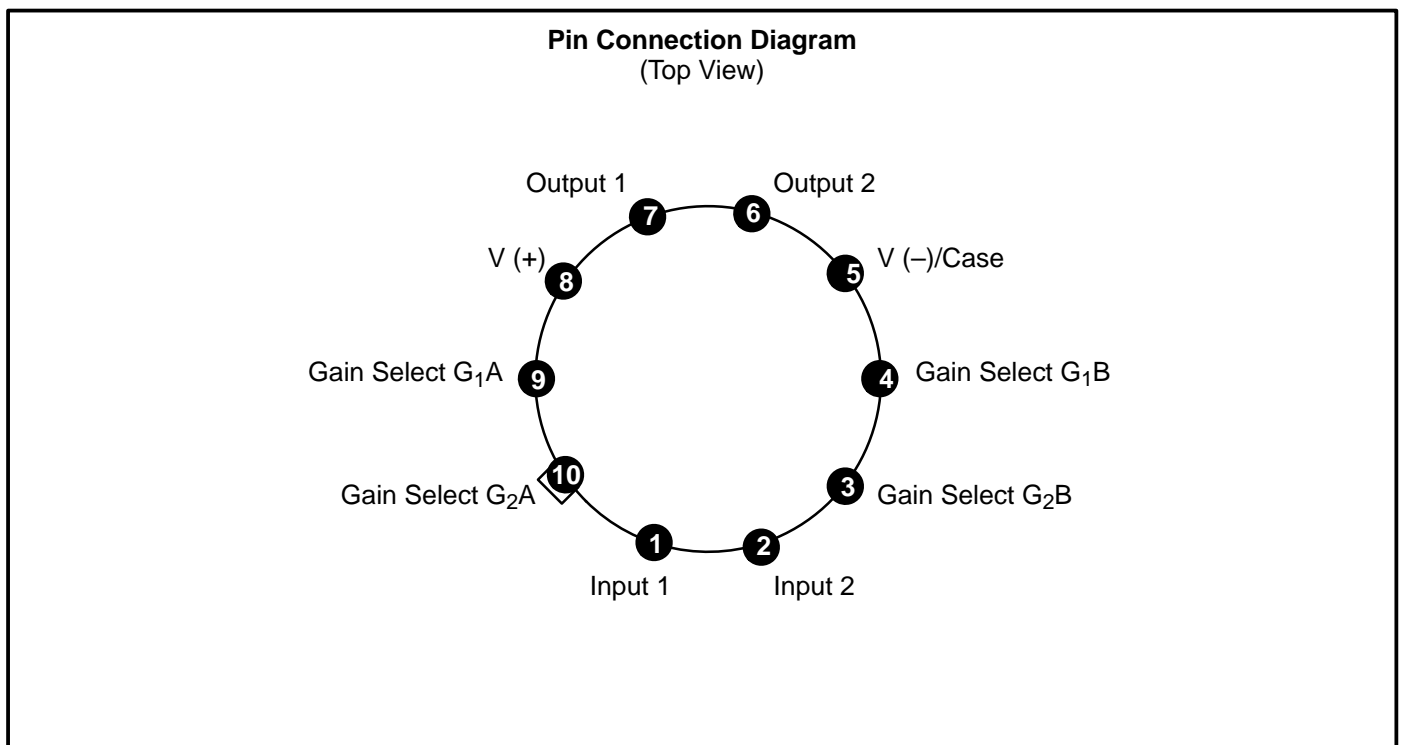 Pin Connection Diagram
(Top View)
Output 1
7
6
Output 2
V (+)
8
5
V (–)/Case
Gain Select G₁A
9
4
Gain Select G₁B
Gain Select G₂A
10
3
Gain Select G₂B
1
2
Input 1
Input 2